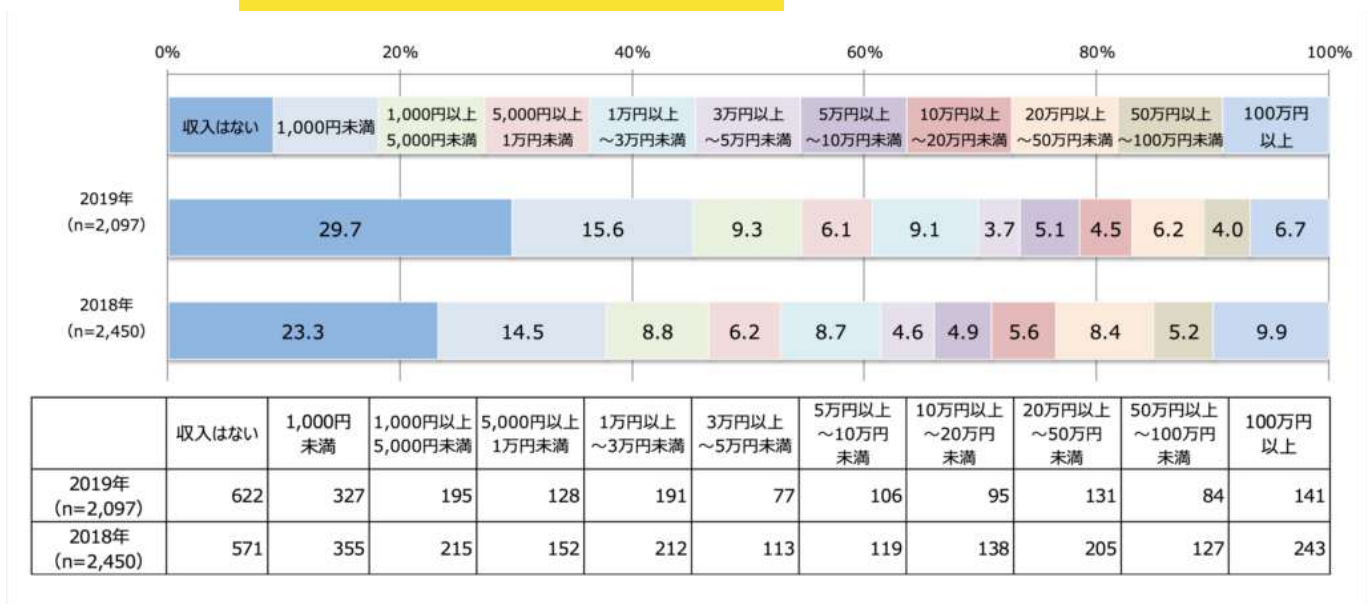 0% 20% 40% 60% 80% 100%
収入はない 1,000円未満 1,000円以上 5,000円未満 5,000円以上 1万円未満 1万円以上 ～3万円未満 3万円以上 ～5万円未満 5万円以上 ～10万円未満 10万円以上 ～20万円未満 20万円以上 ～50万円未満 50万円以上 ～100万円未満 100万円 以上
2019年
(n=2,097)
29.7 15.6 9.3 6.1 9.1 3.7 5.1 4.5 6.2 4.0 6.7
2018年
(n=2,450)
23.3 14.5 8.8 6.2 8.7 4.6 4.9 5.6 8.4 5.2 9.9
収入はない 1,000円 未満 1,000円以上 5,000円未満 5,000円以上 1万円未満 1万円以上 ～3万円未満 3万円以上 ～5万円未満 5万円以上 ～10万円 未満 10万円以上 ～20万円 未満 20万円以上 ～50万円 未満 50万円以上 ～100万円 未満 100万円 以上
2019年
(n=2,097) 622 327 195 128 191 77 106 95 131 84 141
2018年
(n=2,450) 571 355 215 152 212 113 119 138 205 127 243